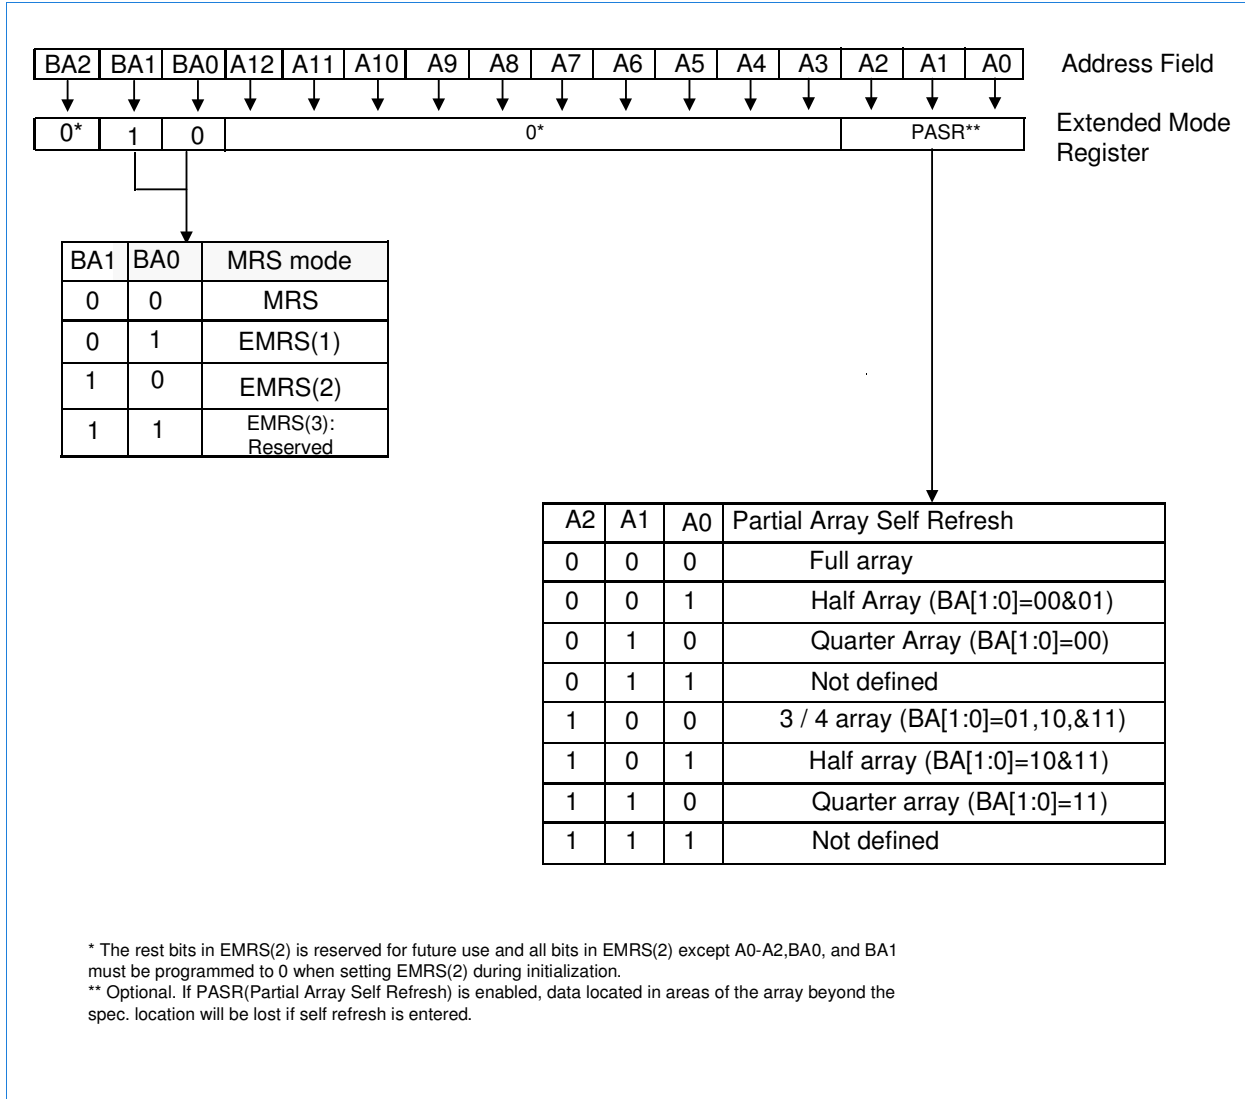 BA2 BA1 BA0 A12 A11 A10 A9 A8 A7 A6 A5 A4 A3 A2 A1 A0 Address Field
0* 1 0 0* PASR** Extended Mode
Register
BA1 BA0 MRS mode
0 0 MRS
0 1 EMRS(1)
1 0 EMRS(2)
1 1 EMRS(3):
Reserved
A2 A1 A0 Partial Array Self Refresh
0 0 0 Full array
0 0 1 Half Array (BA[1:0]=00&01)
0 1 0 Quarter Array (BA[1:0]=00)
0 1 1 Not defined
1 0 0 3 / 4 array (BA[1:0]=01,10,&11)
1 0 1 Half array (BA[1:0]=10&11)
1 1 0 Quarter array (BA[1:0]=11)
1 1 1 Not defined
* The rest bits in EMRS(2) is reserved for future use and all bits in EMRS(2) except A0-A2,BA0, and BA1
must be programmed to 0 when setting EMRS(2) during initialization.
** Optional. If PASR(Partial Array Self Refresh) is enabled, data located in areas of the array beyond the
spec. location will be lost if self refresh is entered.